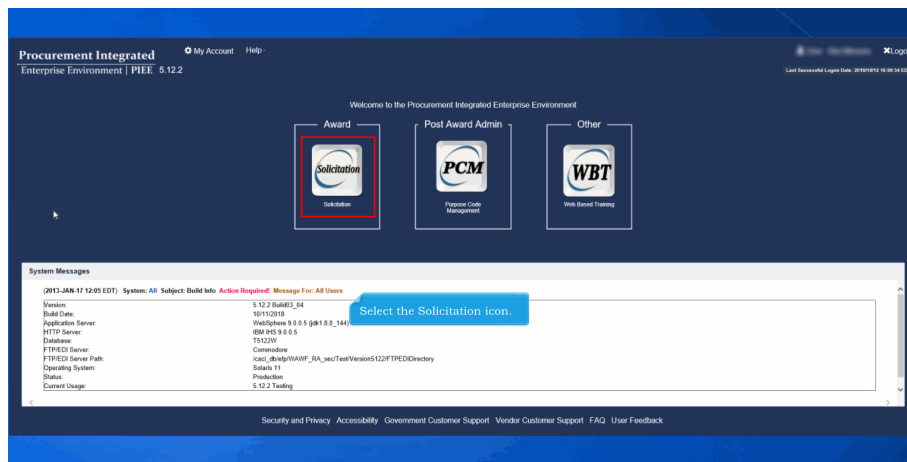 Procurement Integrated
Enterprise Environment | PIEE 5.12.2
My Account Help
Logo
Last Successful Logon Date: 2018/10/12
Welcome to the Procurement Integrated Enterprise Environment
Award
Post Award Admin
Other
Solicitation
PCM
WBT
Solicitation
Purpose Code
Management
Web Based Training
System Messages
(2013-JAN-17 12:05 EDT) System: All Subject: Build Info Action Required! Message For: All Users
Version: 5.12.2 Build03_04
Build Date: 10/11/2018
Application Server: WebSphere 9.0.0.5 (jdk1.8.0_144)
HTTP Server: IBM IHS 9.0.0.5
Database: T5122W
FTP/EDI Server: Commodore
FTP/EDI Server Path: /caci_db/efp/WAWF_RA_sec/Test/Version5122/FTPEDIDirectory
Operating System: Solaris 11
Status: Production
Current Usage: 5.12.2 Testing
Select the Solicitation icon.
Security and Privacy Accessibility Government Customer Support Vendor Customer Support FAQ User Feedback